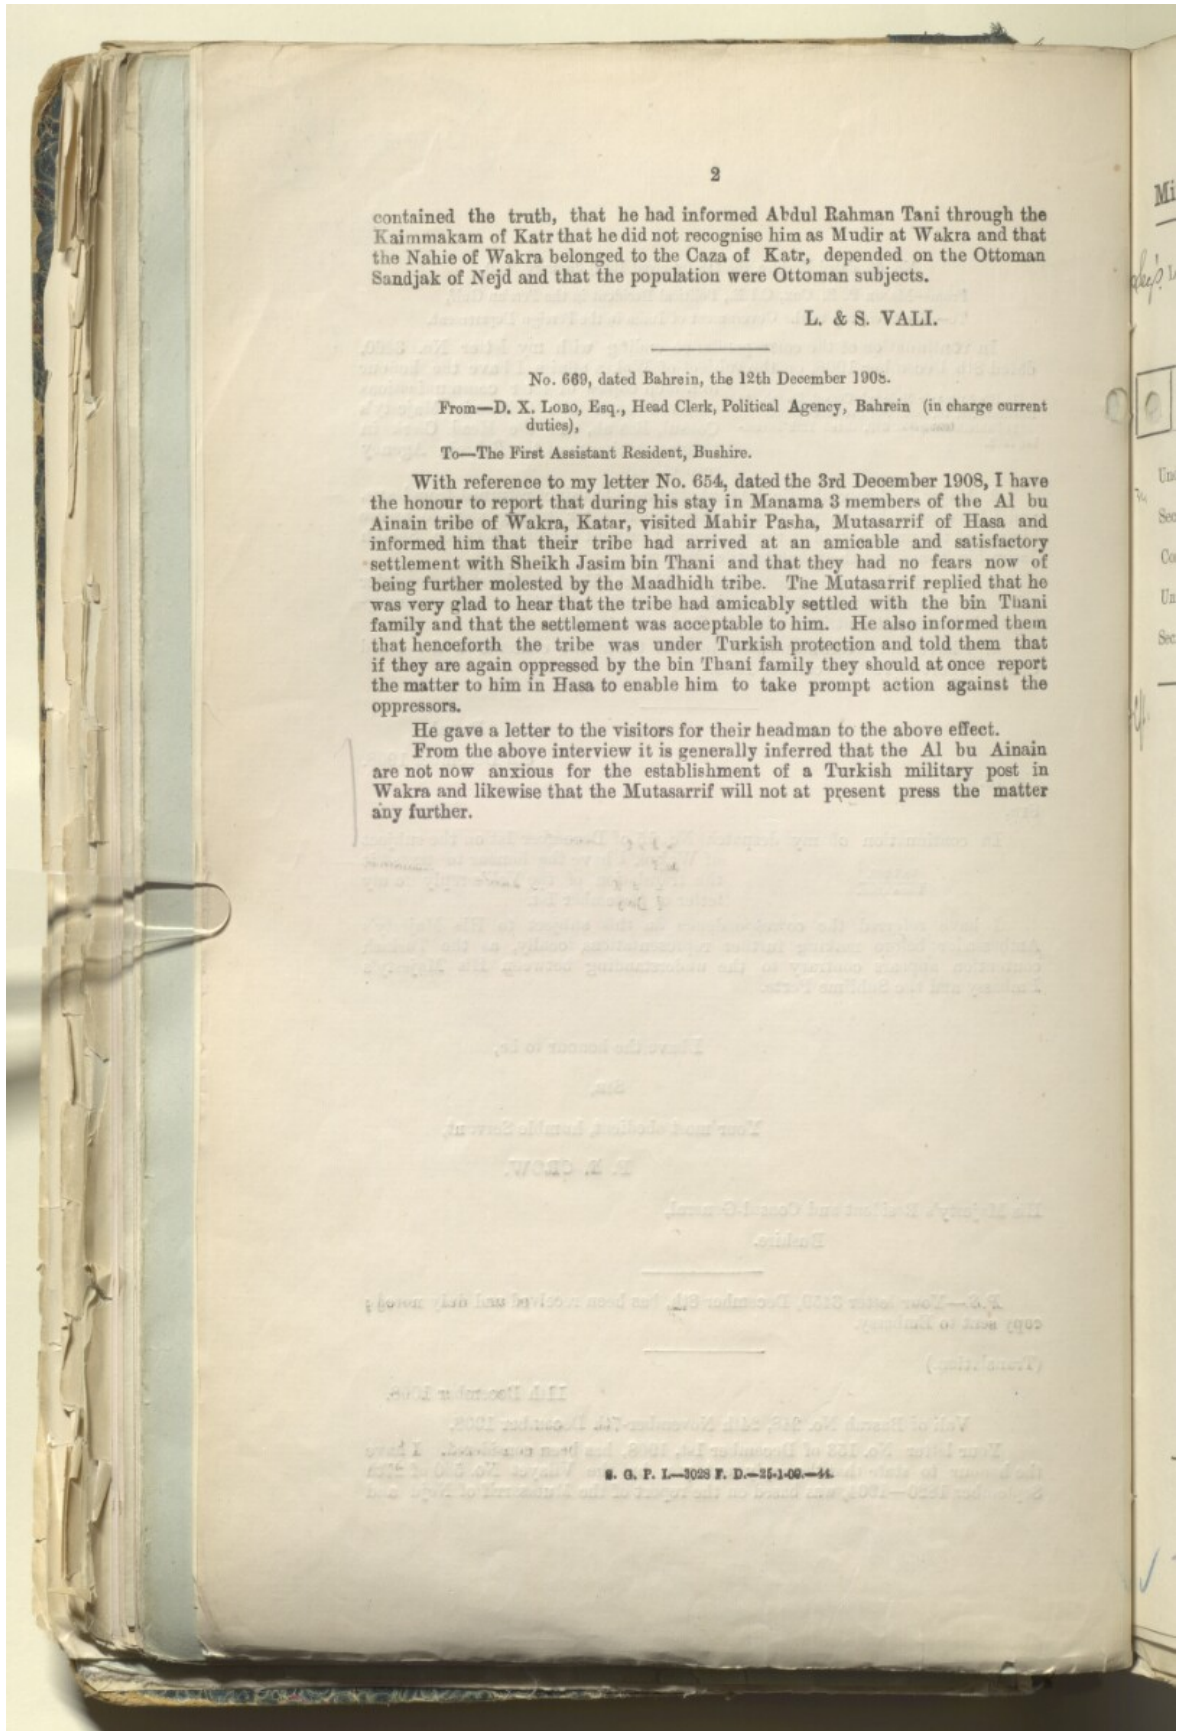 2
contained the truth, that he had informed Abdul Rahman Tani through the
Kaimmakam of Katr that he did not recognise him as Mudir at Wakra and that
the Nahie of Wakra belonged to the Caza of Katr, depended on the Ottoman
Sandjak of Nejd and that the population were Ottoman subjects.
L. & S. VALI.
No. 669, dated Bahrein, the 12th December 1908.
From—D. X. LOBO, Esq., Head Clerk, Political Agency, Bahrein (in charge current
duties),
To—The First Assistant Resident, Bushire.
With reference to my letter No. 654, dated the 3rd December 1908, I have
the honour to report that during his stay in Manama 3 members of the Al bu
Ainain tribe of Wakra, Katar, visited Mahir Pasha, Mutasarrif of Hasa and
informed him that their tribe had arrived at an amicable and satisfactory
settlement with Sheikh Jasim bin Thani and that they had no fears now of
being further molested by the Maadhidh tribe. The Mutasarrif replied that he
was very glad to hear that the tribe had amicably settled with the bin Thani
family and that the settlement was acceptable to him. He also informed them
that henceforth the tribe was under Turkish protection and told them that
if they are again oppressed by the bin Thani family they should at once report
the matter to him in Hasa to enable him to take prompt action against the
oppressors.
He gave a letter to the visitors for their headman to the above effect.
From the above interview it is generally inferred that the Al bu Ainain
are not now anxious for the establishment of a Turkish military post in
Wakra and likewise that the Mutasarrif will not at present press the matter
any further.
S. G. P. I.—3028 F. D.—25-1-09.—44.
Mi
Sec
Co
Un
Sec